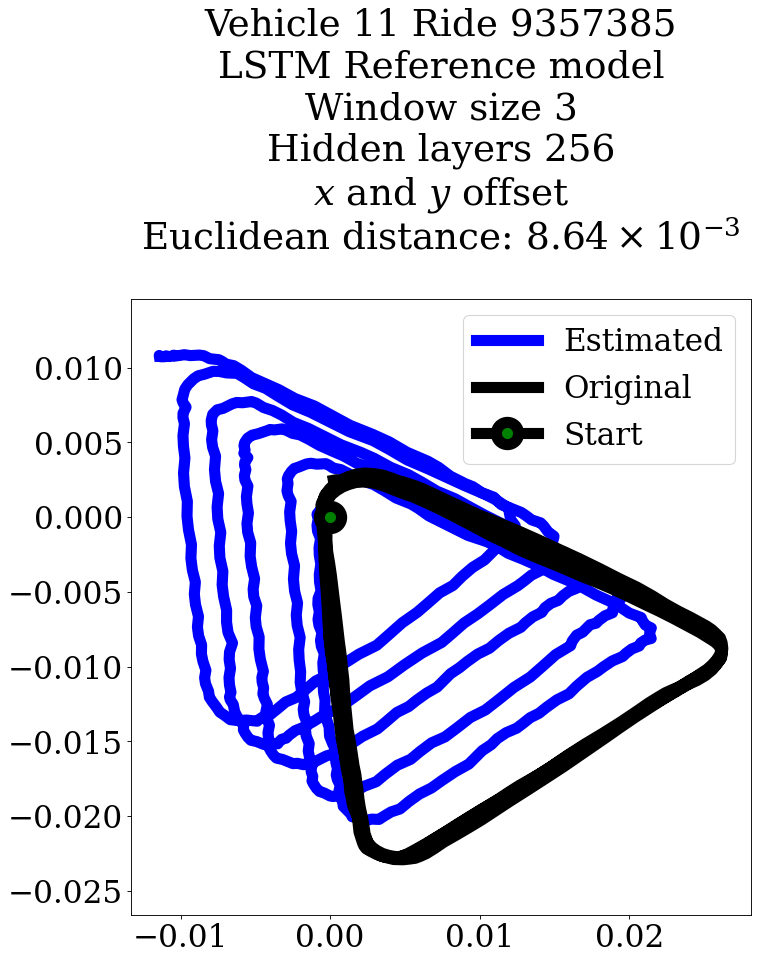 Vehicle 11 Ride 9357385
LSTM Reference model
Window size 3
Hidden layers 256
x and y offset
Euclidean distance: 8.64 × 10⁻³
Estimated
Original
Start
0.010
0.005
0.000
−0.005
−0.010
−0.015
−0.020
−0.025
−0.01 0.00 0.01 0.02